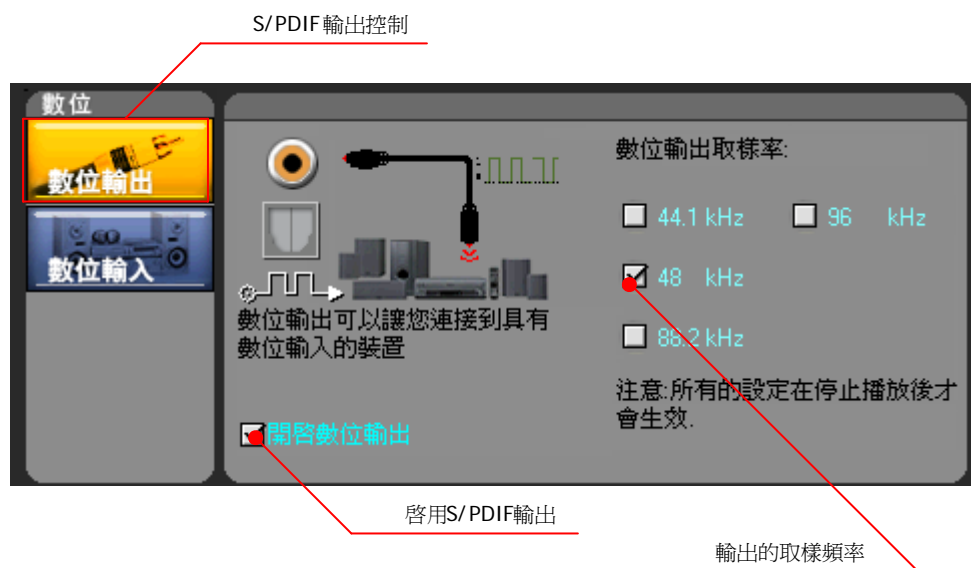 S/PDIF輸出控制
數位
數位輸出
數位輸入
數位輸出可以讓您連接到具有
數位輸入的裝置
開啓數位輸出
數位輸出取樣率:
44.1 kHz
96 kHz
48 kHz
88.2 kHz
注意:所有的設定在停止播放後才
會生效.
啓用S/PDIF輸出
輸出的取樣頻率